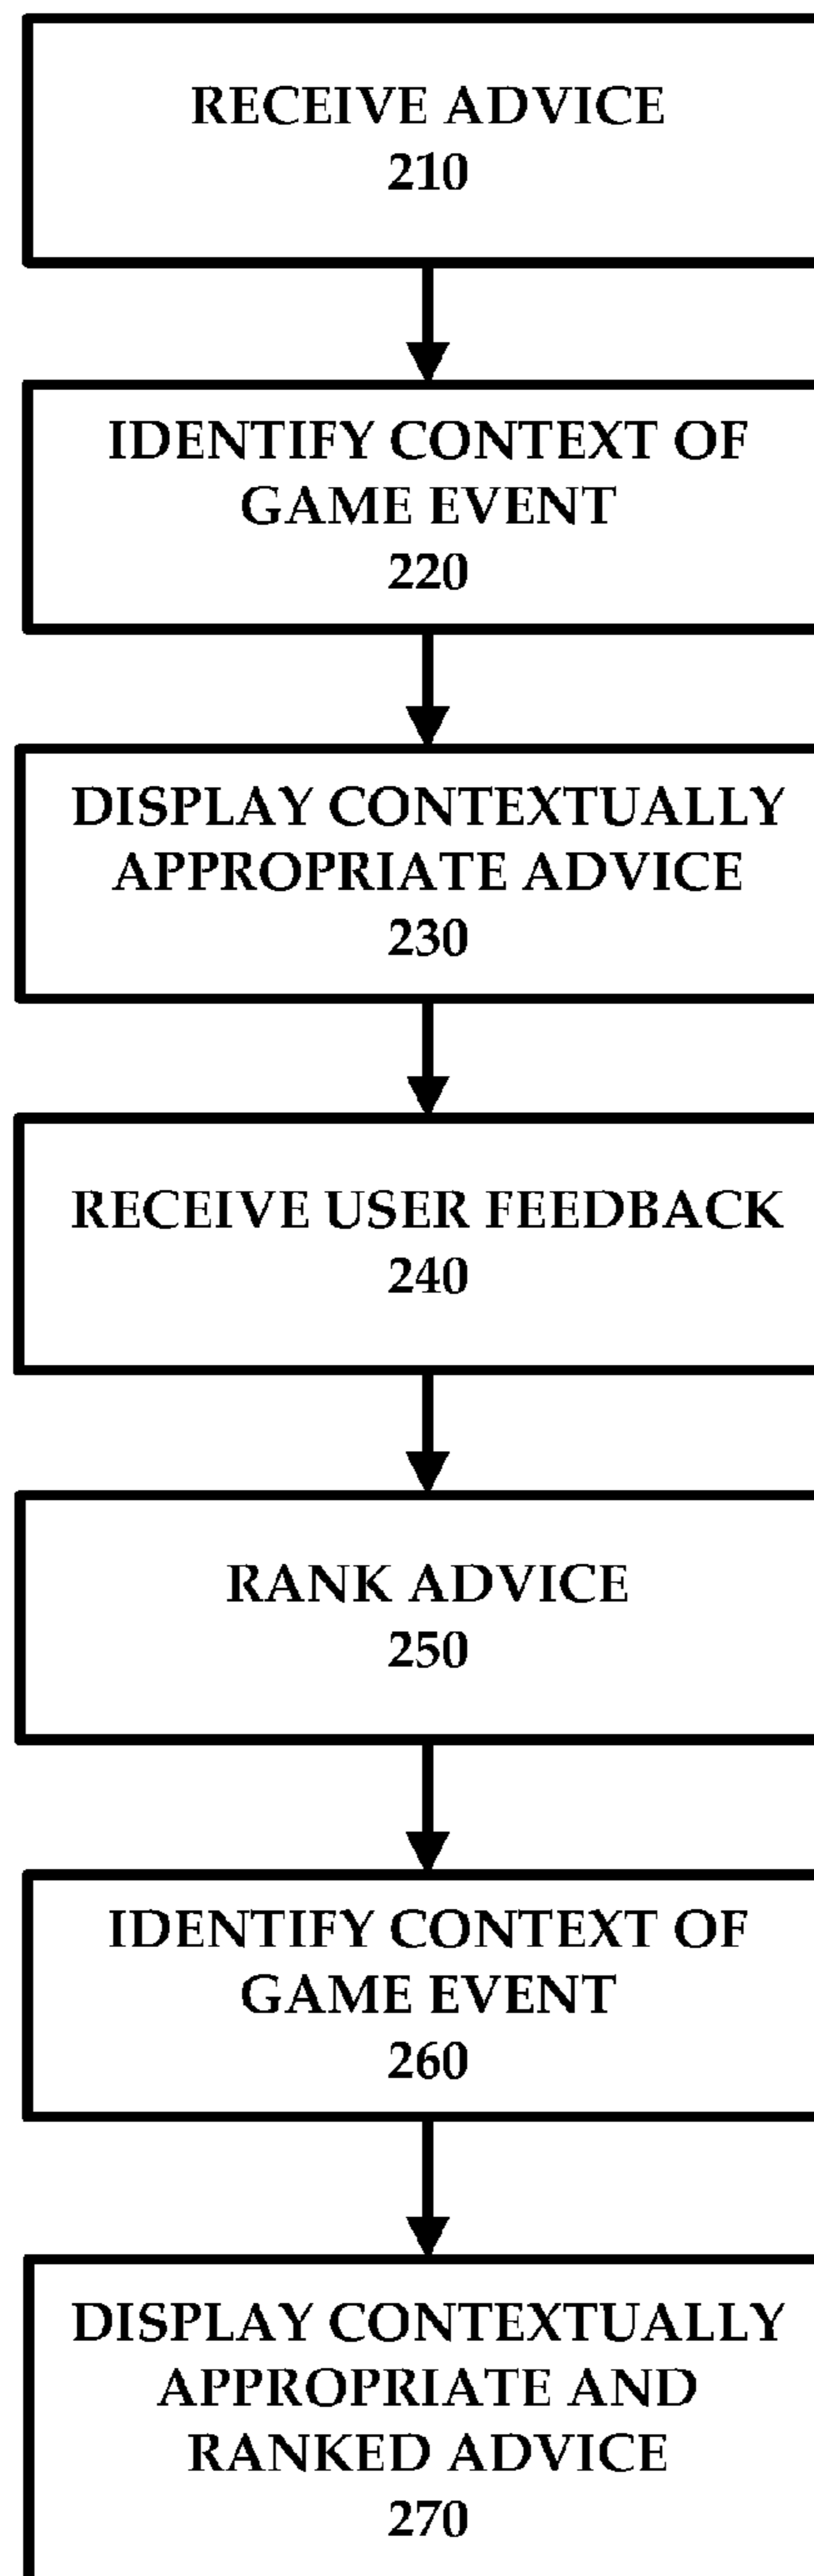 RECEIVE ADVICE
210
IDENTIFY CONTEXT OF
GAME EVENT
220
DISPLAY CONTEXTUALLY
APPROPRIATE ADVICE
230
RECEIVE USER FEEDBACK
240
RANK ADVICE
250
IDENTIFY CONTEXT OF
GAME EVENT
260
DISPLAY CONTEXTUALLY
APPROPRIATE AND
RANKED ADVICE
270